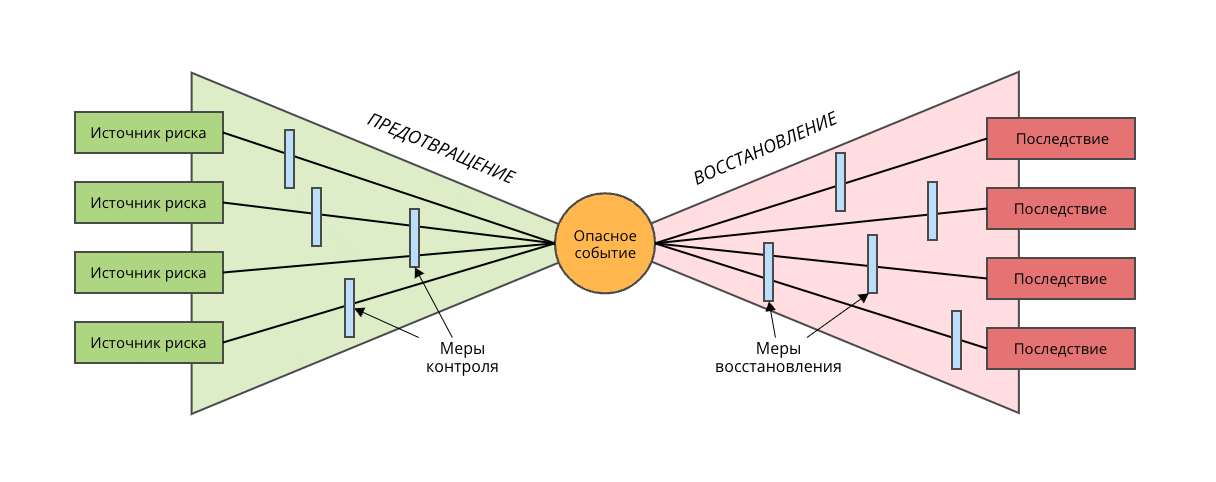 ПРЕДОТВРАЩЕНИЕ
ВОССТАНОВЛЕНИЕ
Источник риска
Источник риска
Источник риска
Источник риска
Опасное
событие
Последствие
Последствие
Последствие
Последствие
Меры
контроля
Меры
восстановления